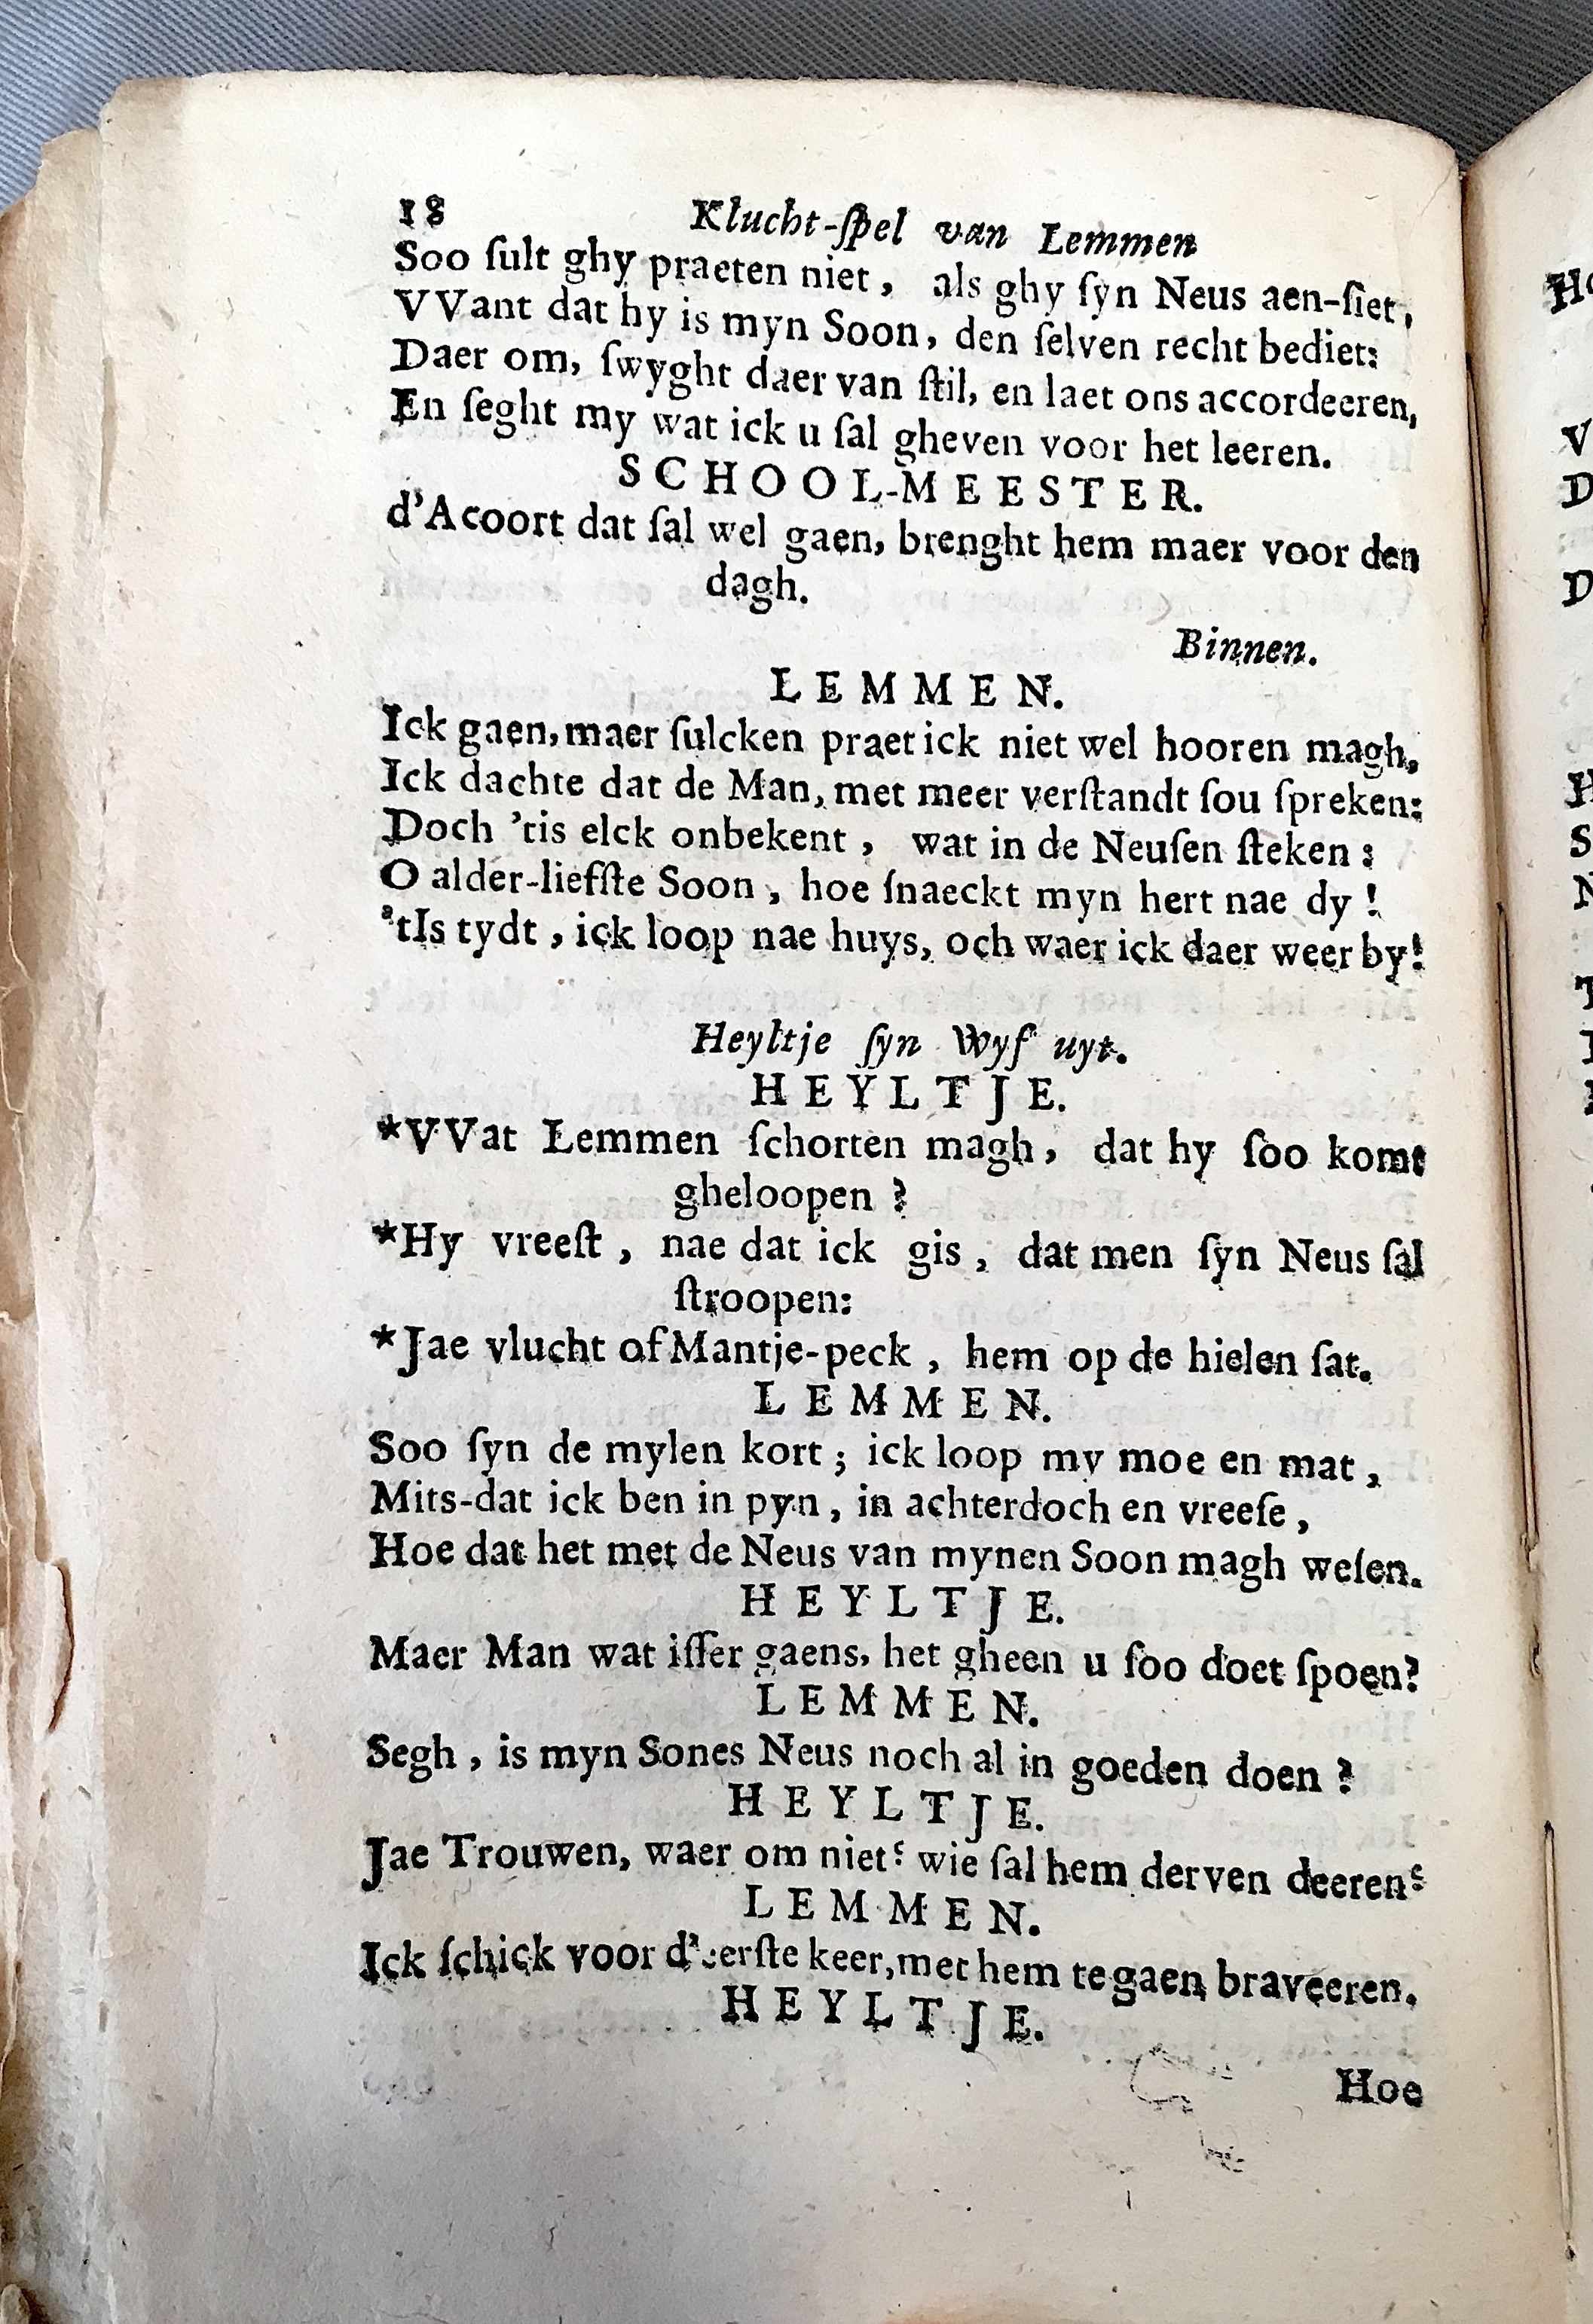 18 Klucht-ſpel van Lemmen
Soo ſult ghy praeten niet, als ghy ſyn Neus aen-ſiet,
VVant dat hy is myn Soon, den ſelven recht bediet:
Daer om, ſwyght daer van ſtil, en laet ons accordeeren,
En ſeght my wat ick u ſal gheven voor het leeren.
SCHOOL-MEESTER.
d'Acoort dat ſal wel gaen, brenght hem maer voor den
dagh.
Binnen.
LEMMEN.
Ick gaen, maer ſulcken praet ick niet wel hooren magh,
Ick dachte dat de Man, met meer verſtandt ſou ſpreken:
Doch 'tis elck onbekent, wat in de Neuſen ſteken:
O alder-liefſte Soon, hoe ſnaeckt myn hert nae dy!
'tIs tydt, ick loop nae huys, och waer ick daer weer by!
Heyltje ſyn Wyf uyt.
HEYLTJE.
*VVat Lemmen ſchorten magh, dat hy ſoo komt
gheloopen?
*Hy vreeſt, nae dat ick gis, dat men ſyn Neus ſal
ſtroopen:
*Jae vlucht of Mantje-peck, hem op de hielen ſat.
LEMMEN.
Soo ſyn de mylen kort; ick loop my moe en mat,
Mits-dat ick ben in pyn, in achterdoch en vreeſe,
Hoe dat het met de Neus van mynen Soon magh weſen.
HEYLTJE.
Maer Man wat iſſer gaens, het gheen u ſoo doet ſpoen?
LEMMEN.
Segh, is myn Sones Neus noch al in goeden doen?
HEYLTJE.
Jae Trouwen, waer om niet? wie ſal hem derven deeren?
LEMMEN.
Ick ſchick voor d'eerſte keer, met hem te gaen braveeren.
HEYLTJE.
Hoe